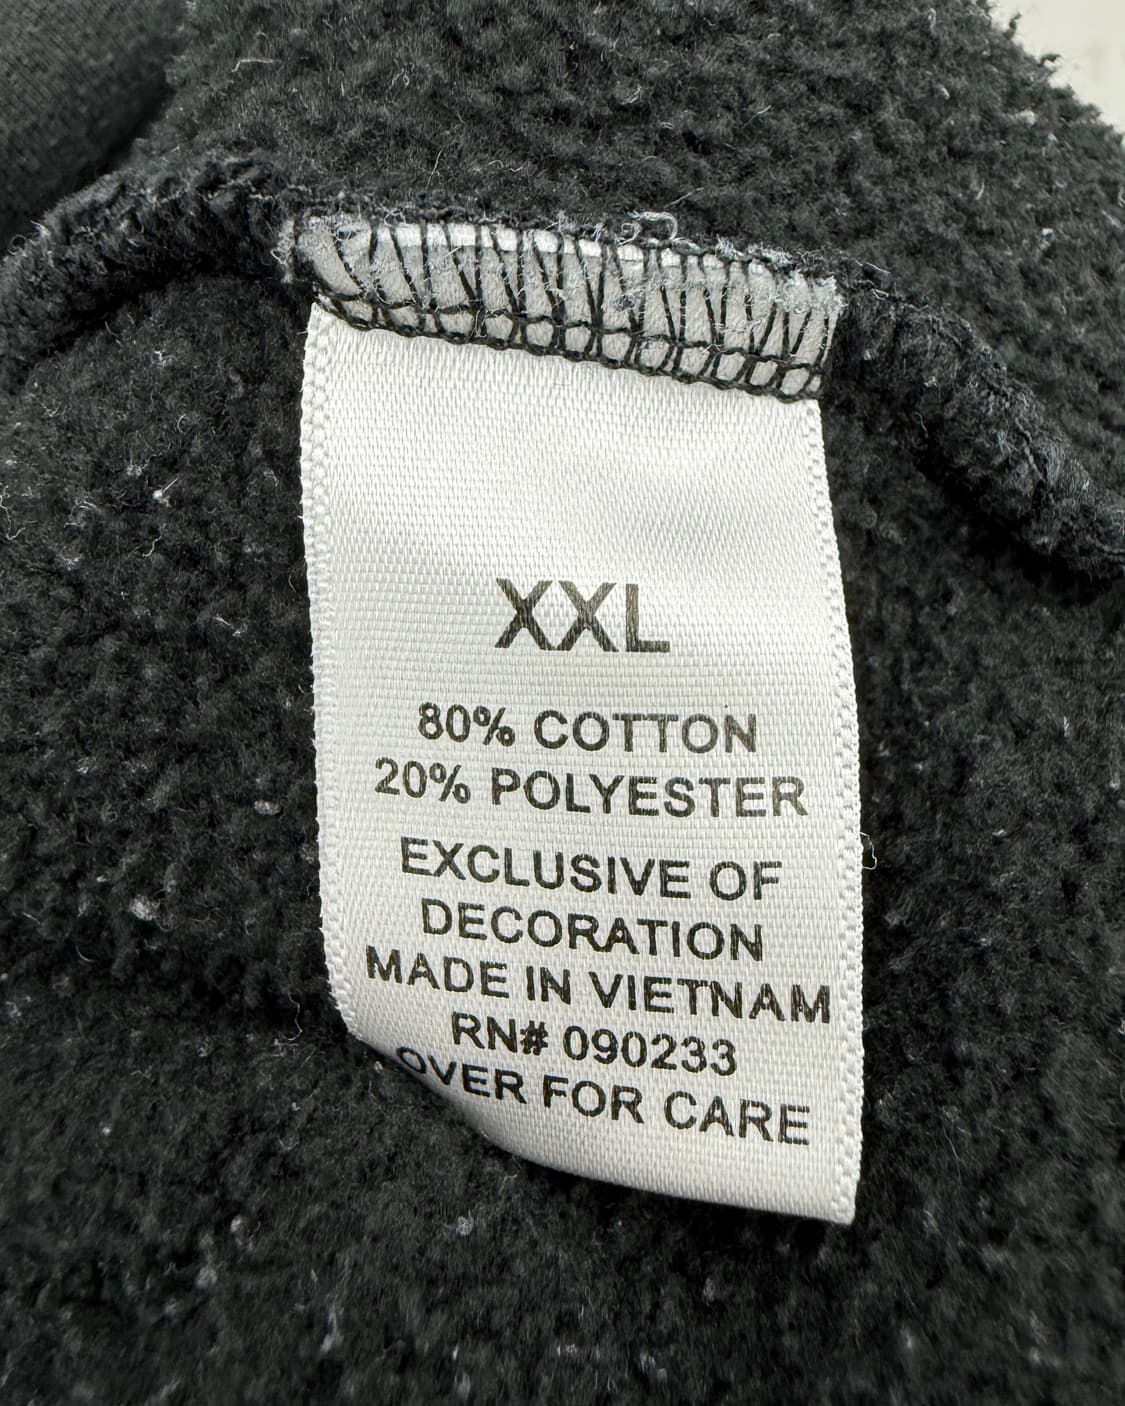 XXL
80% COTTON
20% POLYESTER
EXCLUSIVE OF
DECORATION
MADE IN VIETNAM
RN# 090233
OVER FOR CARE